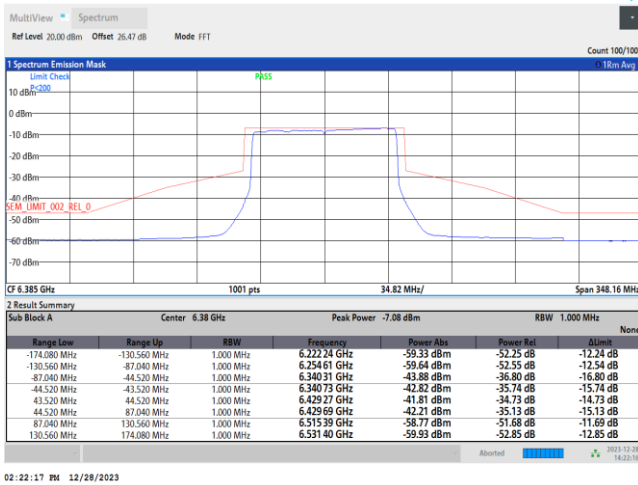 MultiView Spectrum
Ref Level 20.00 dBm Offset 26.47 dB Mode FFT
Count 100/100
1 Spectrum Emission Mask 1Rm Avg
Limit Check PASS
P<200
10 dBm
0 dBm
-10 dBm
-20 dBm
-30 dBm
-40 dBm
SEM_LIMIT_002_REL_0
-50 dBm
-60 dBm
-70 dBm
CF 6.385 GHz 1001 pts 34.82 MHz/ Span 348.16 MHz
2 Result Summary
Sub Block A Center 6.38 GHz Peak Power -7.08 dBm RBW 1.000 MHz
None
Range Low Range Up RBW Frequency Power Abs Power Rel ΔLimit
-174.080 MHz -130.560 MHz 1.000 MHz 6.222 24 GHz -59.33 dBm -52.25 dB -12.24 dB
-130.560 MHz -87.040 MHz 1.000 MHz 6.254 61 GHz -59.64 dBm -52.55 dB -12.54 dB
-87.040 MHz -44.520 MHz 1.000 MHz 6.340 31 GHz -43.88 dBm -36.80 dB -16.80 dB
-44.520 MHz -43.520 MHz 1.000 MHz 6.340 73 GHz -42.82 dBm -35.74 dB -15.74 dB
43.520 MHz 44.520 MHz 1.000 MHz 6.429 27 GHz -41.81 dBm -34.73 dB -14.73 dB
44.520 MHz 87.040 MHz 1.000 MHz 6.429 69 GHz -42.21 dBm -35.13 dB -15.13 dB
87.040 MHz 130.560 MHz 1.000 MHz 6.515 39 GHz -58.77 dBm -51.68 dB -11.69 dB
130.560 MHz 174.080 MHz 1.000 MHz 6.531 40 GHz -59.93 dBm -52.85 dB -12.85 dB
Aborted 2023-12-28
14:22:16
02:22:17 PM 12/28/2023